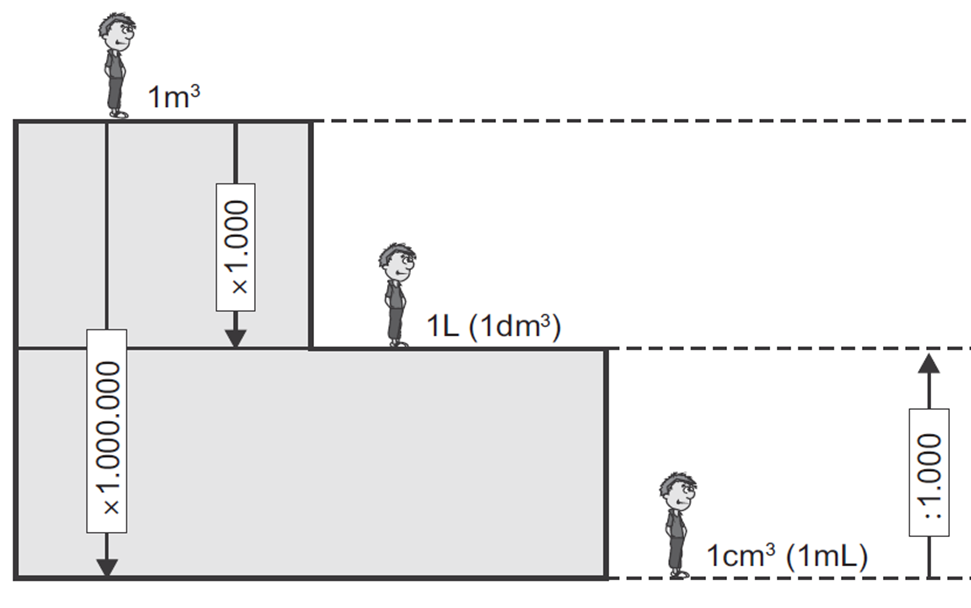 1m³
×1.000
1L (1dm³)
×1.000.000
:1.000
1cm³ (1mL)